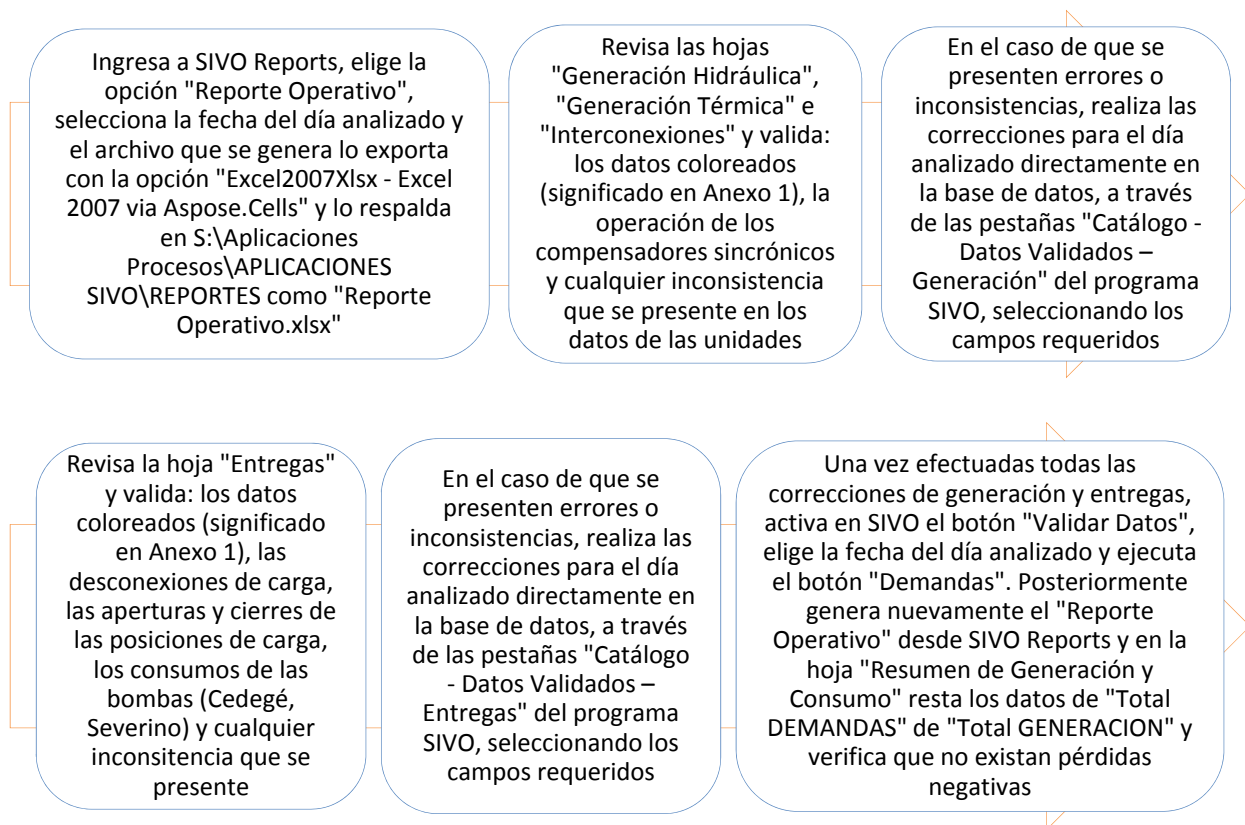 Ingresa a SIVO Reports, elige la
opción "Reporte Operativo",
selecciona la fecha del día analizado y
el archivo que se genera lo exporta
con la opción "Excel2007Xlsx - Excel
2007 via Aspose.Cells" y lo respalda
en S:\Aplicaciones
Procesos\APLICACIONES
SIVO\REPORTES como "Reporte
Operativo.xlsx"
Revisa las hojas
"Generación Hidráulica",
"Generación Térmica" e
"Interconexiones" y valida:
los datos coloreados
(significado en Anexo 1), la
operación de los
compensadores sincrónicos
y cualquier inconsistencia
que se presente en los
datos de las unidades
En el caso de que se
presenten errores o
inconsistencias, realiza las
correcciones para el día
analizado directamente en
la base de datos, a través
de las pestañas "Catálogo -
Datos Validados –
Generación" del programa
SIVO, seleccionando los
campos requeridos
Revisa la hoja "Entregas"
y valida: los datos
coloreados (significado
en Anexo 1), las
desconexiones de carga,
las aperturas y cierres de
las posiciones de carga,
los consumos de las
bombas (Cedegé,
Severino) y cualquier
inconsitencia que se
presente
En el caso de que se
presenten errores o
inconsistencias, realiza las
correcciones para el día
analizado directamente en
la base de datos, a través
de las pestañas "Catálogo
- Datos Validados –
Entregas" del programa
SIVO, seleccionando los
campos requeridos
Una vez efectuadas todas las
correcciones de generación y entregas,
activa en SIVO el botón "Validar Datos",
elige la fecha del día analizado y ejecuta
el botón "Demandas". Posteriormente
genera nuevamente el "Reporte
Operativo" desde SIVO Reports y en la
hoja "Resumen de Generación y
Consumo" resta los datos de "Total
DEMANDAS" de "Total GENERACION" y
verifica que no existan pérdidas
negativas